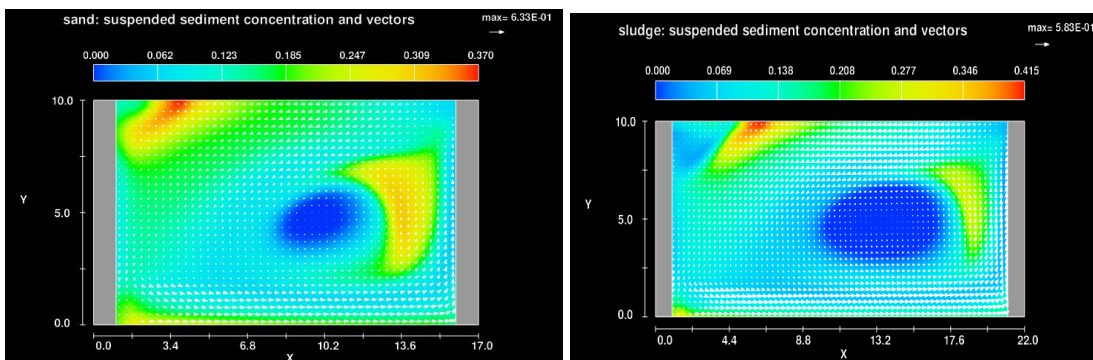 sand: suspended sediment concentration and vectors
max= 6.33E-01
0.000 0.062 0.123 0.185 0.247 0.309 0.370
10.0
Y
5.0
0.0
0.0 3.4 6.8 10.2 13.6 17.0
X
sludge: suspended sediment concentration and vectors
max= 5.83E-01
0.000 0.069 0.138 0.208 0.277 0.346 0.415
10.0
Y
5.0
0.0
0.0 4.4 8.8 13.2 17.6 22.0
X